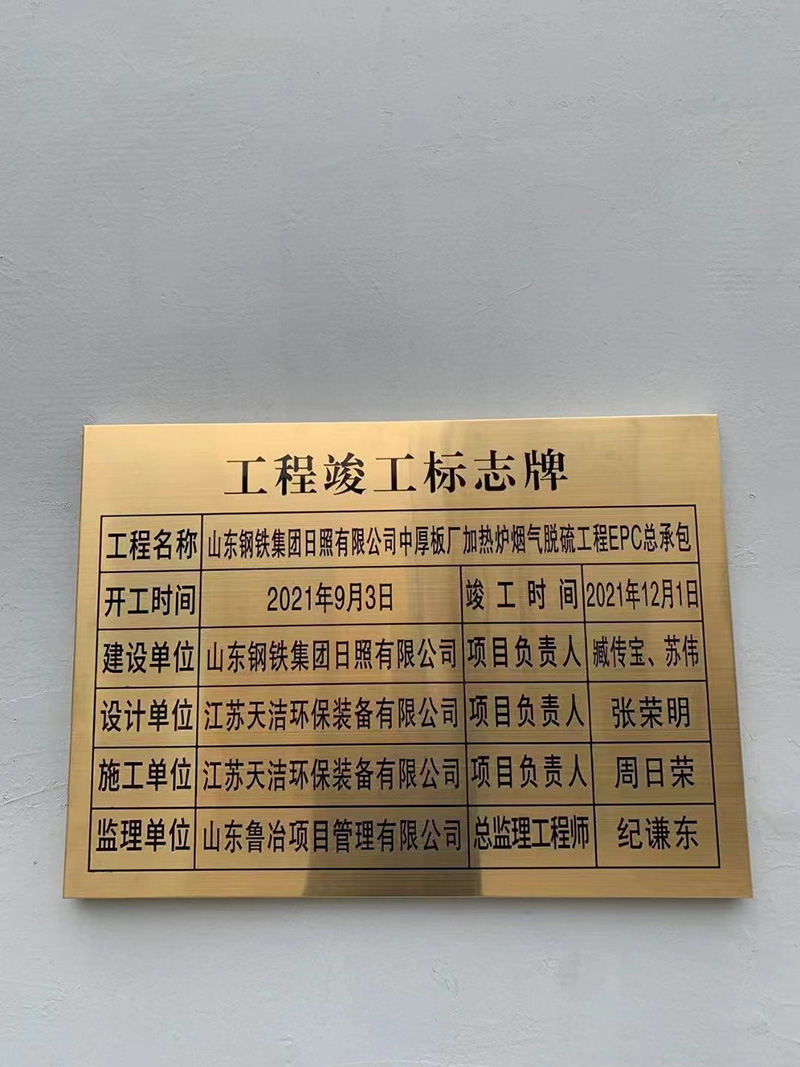 工程竣工标志牌
工程名称 山东钢铁集团日照有限公司中厚板厂加热炉烟气脱硫工程EPC总承包
开工时间 2021年9月3日 竣工时间 2021年12月1日
建设单位 山东钢铁集团日照有限公司 项目负责人 臧传宝、苏伟
设计单位 江苏天洁环保装备有限公司 项目负责人 张荣明
施工单位 江苏天洁环保装备有限公司 项目负责人 周日荣
监理单位 山东鲁冶项目管理有限公司 总监理工程师 纪谦东